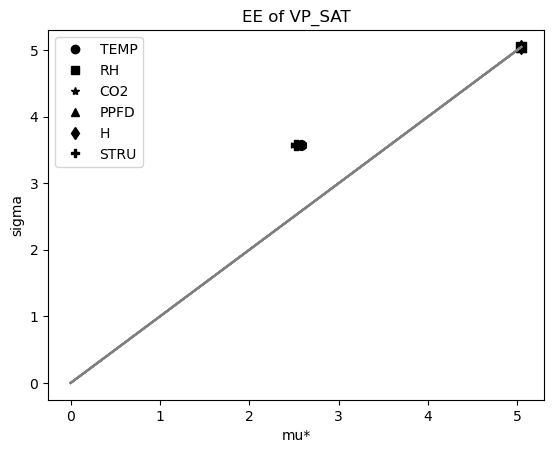 EE of VP_SAT
TEMP
RH
CO2
PPFD
H
STRU
5
4
3
2
1
0
sigma
0 1 2 3 4 5
mu*